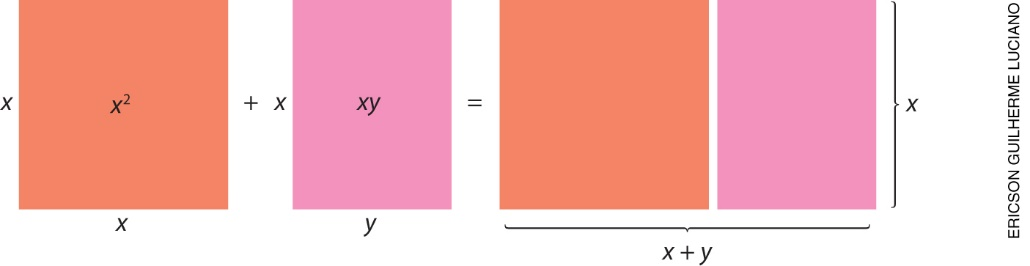 x x² + x xy = x
x y
x + y
ERICSON GUILHERME LUCIANO